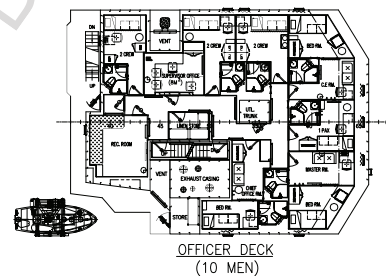 DN
UP
2 CREW
VENT
SUPERVISOR OFFICE
2 CREW
2 CREW
BED RM.
C.E RM.
UTL.
TRUNK
LINEN STORE
45
REC. ROOM
1 PAX
MASTER RM.
VENT
EXHAUST CASING
CHIEF
OFFICER RM.
STORE
BED RM.
BED RM.
OFFICER DECK
(10 MEN)